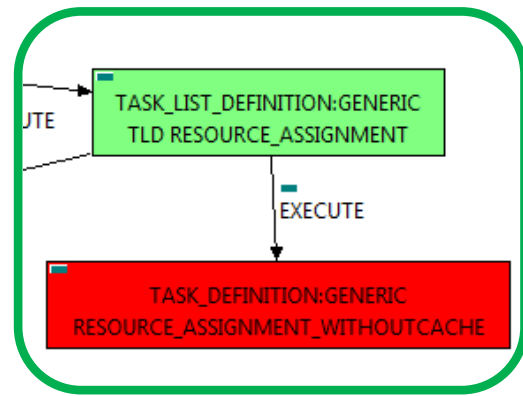 TASK_LIST_DEFINITION:GENERIC
TLD RESOURCE_ASSIGNMENT
UTE
EXECUTE
TASK_DEFINITION:GENERIC
RESOURCE_ASSIGNMENT_WITHOUTCACHE